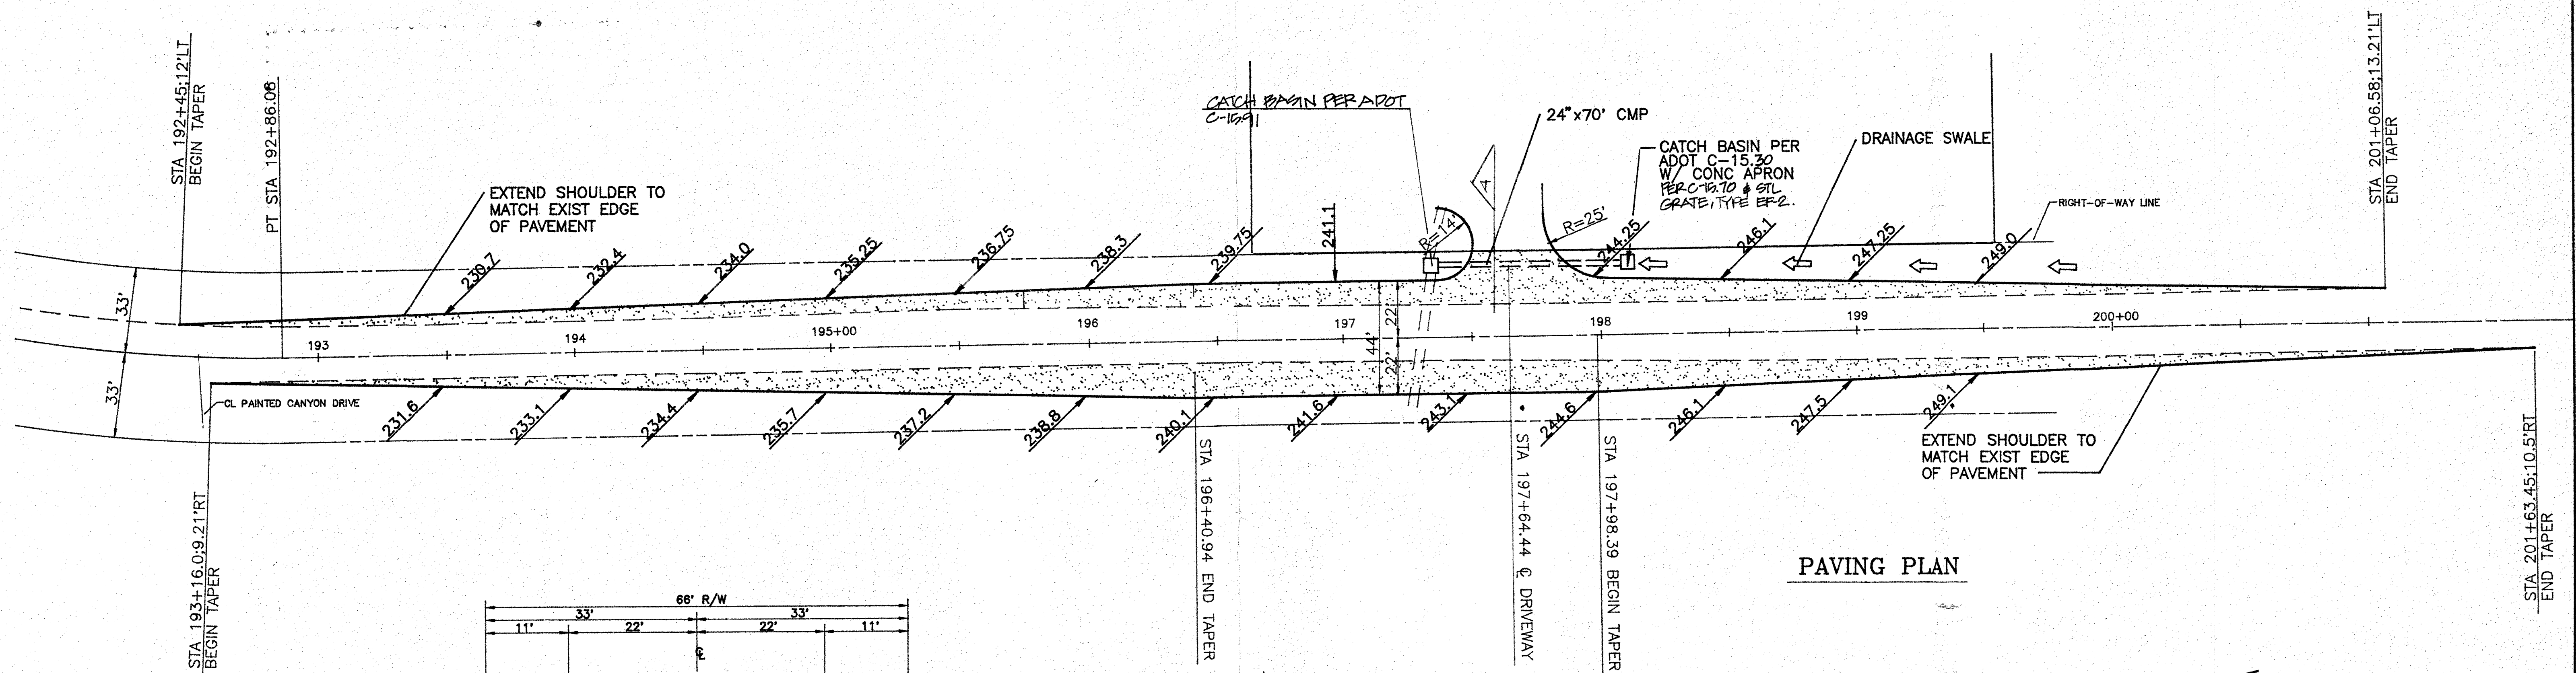 STA 192+45;12'LT
BEGIN TAPER
PT STA 192+86.08
EXTEND SHOULDER TO
MATCH EXIST EDGE
OF PAVEMENT
CATCH BASIN PER ADOT
C-15.91
24"x70' CMP
CATCH BASIN PER
ADOT C-15.30
W/ CONC APRON
PER C-15.70 & STL
GRATE, TYPE EF-2.
DRAINAGE SWALE
RIGHT-OF-WAY LINE
STA 201+06.58;13.21'LT
END TAPER
A
R=14'
R=25'
230.7
232.4
234.0
235.25
236.75
238.3
239.75
241.1
244.25
246.1
247.25
249.0
33'
33'
193
194
195+00
196
197
198
199
200+00
22'
44'
22'
CL PAINTED CANYON DRIVE
231.6
233.1
234.4
235.7
237.2
238.8
240.1
241.6
243.1
244.6
246.1
247.5
249.1
EXTEND SHOULDER TO
MATCH EXIST EDGE
OF PAVEMENT
STA 193+16.0;9.21'RT
BEGIN TAPER
STA 196+40.94 END TAPER
STA 197+64.44 ℄ DRIVEWAY
STA 197+98.39 BEGIN TAPER
STA 201+63.45;10.5'RT
END TAPER
PAVING PLAN
66' R/W
33' 33'
11' 22' 22' 11'
℄